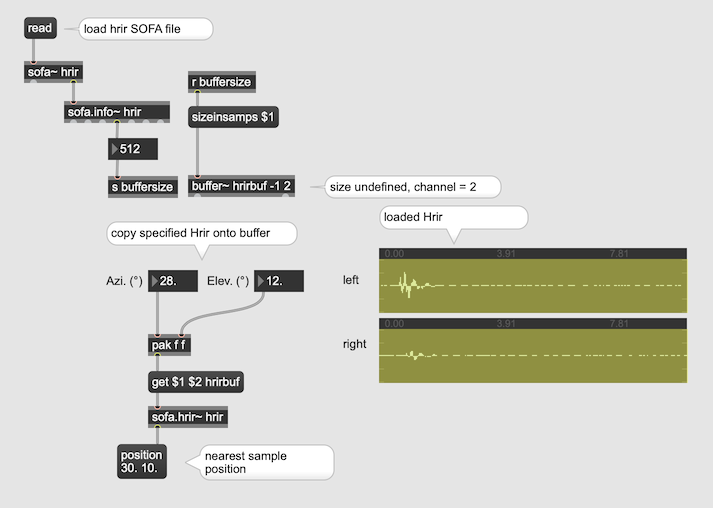 read
load hrir SOFA file
sofa~ hrir
r buffersize
sofa.info~ hrir
sizeinsamps $1
512
s buffersize
buffer~ hrirbuf -1 2
size undefined, channel = 2
copy specified Hrir onto buffer
loaded Hrir
0.00 3.91 7.81
Azi. (°)
28.
Elev. (°)
12.
left
0.00 3.91 7.81
right
pak f f
get $1 $2 hrirbuf
sofa.hrir~ hrir
position
30. 10.
nearest sample
position